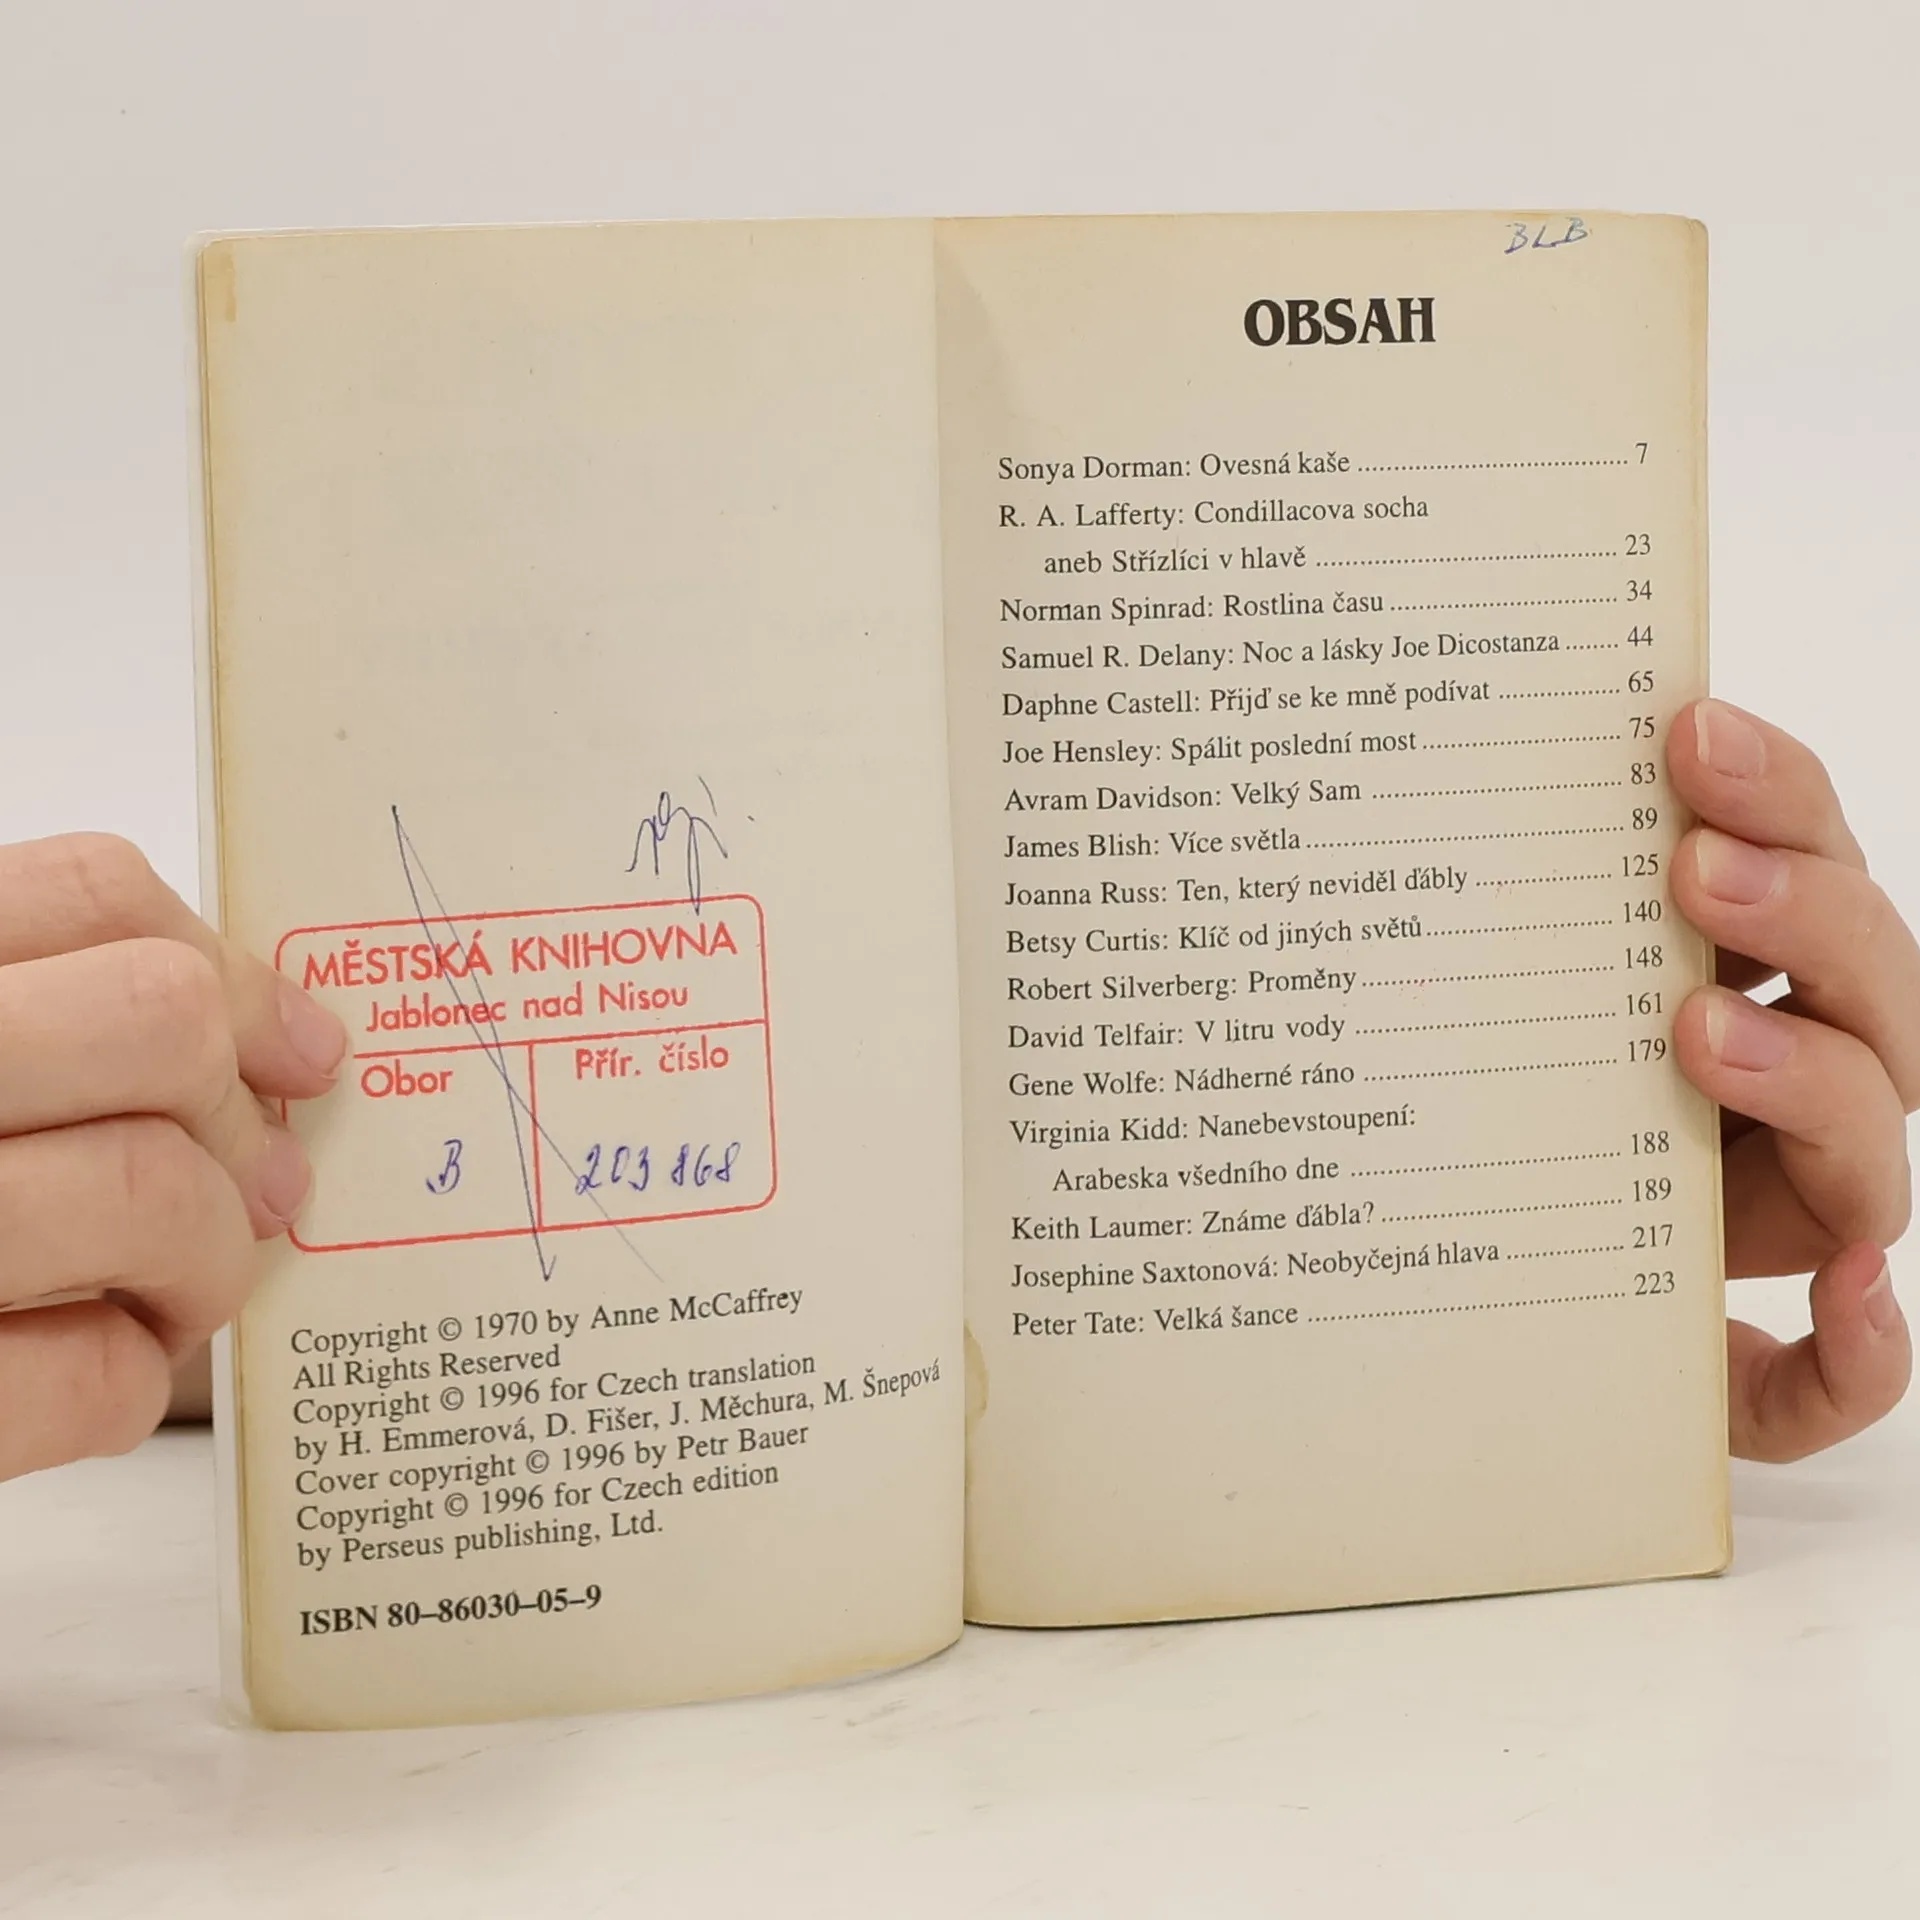 MĚSTSKÁ KNIHOVNA
Jablonec nad Nisou
Obor
Přír. číslo
B
203 868
Copyright © 1970 by Anne McCaffrey
All Rights Reserved
Copyright © 1996 for Czech translation
by H. Emmerová, D. Fišer, J. Měchura, M. Šnepová
Cover copyright © 1996 by Petr Bauer
Copyright © 1996 for Czech edition
by Perseus publishing, Ltd.
ISBN 80–86030–05–9
BLB
OBSAH
Sonya Dorman: Ovesná kaše ..................................... 7
R. A. Lafferty: Condillacova socha
aneb Střízlíci v hlavě ......................................... 23
Norman Spinrad: Rostlina času ................................ 34
Samuel R. Delany: Noc a lásky Joe Dicostanza ........ 44
Daphne Castell: Přijď se ke mně podívat ................. 65
Joe Hensley: Spálit poslední most ............................ 75
Avram Davidson: Velký Sam ................................... 83
James Blish: Více světla ............................................ 89
Joanna Russ: Ten, který neviděl ďábly ................... 125
Betsy Curtis: Klíč od jiných světů .......................... 140
Robert Silverberg: Proměny ................................... 148
David Telfair: V litru vody .................................... 161
Gene Wolfe: Nádherné ráno ................................... 179
Virginia Kidd: Nanebevstoupení:
Arabeska všedního dne ..................................... 188
Keith Laumer: Známe ďábla? ................................. 189
Josephine Saxtonová: Neobyčejná hlava ................ 217
Peter Tate: Velká šance ............................................ 223